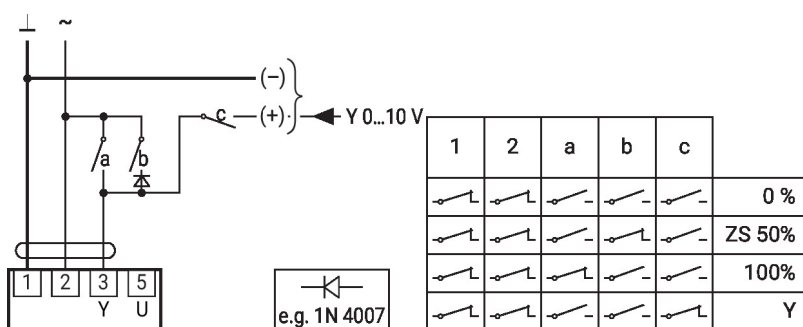 ⊥ ~
(–)
c (+) Y 0...10 V
a b
1 2 3 5
Y U
e.g. 1N 4007
1 2 a b c
0 %
ZS 50%
100%
Y